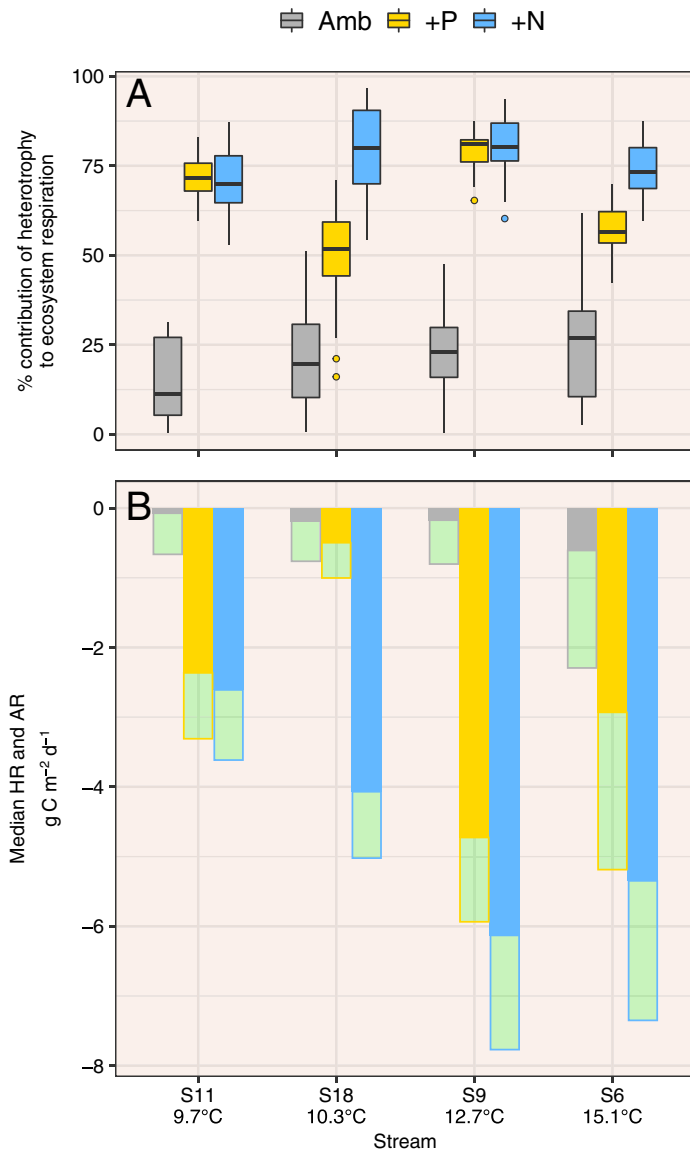 Amb +P +N
A
100
75
50
25
0
% contribution of heterotrophy
to ecosystem respiration
B
0
−2
−4
−6
−8
Median HR and AR
g C m⁻² d⁻¹
S11 S18 S9 S6
9.7°C 10.3°C 12.7°C 15.1°C
Stream